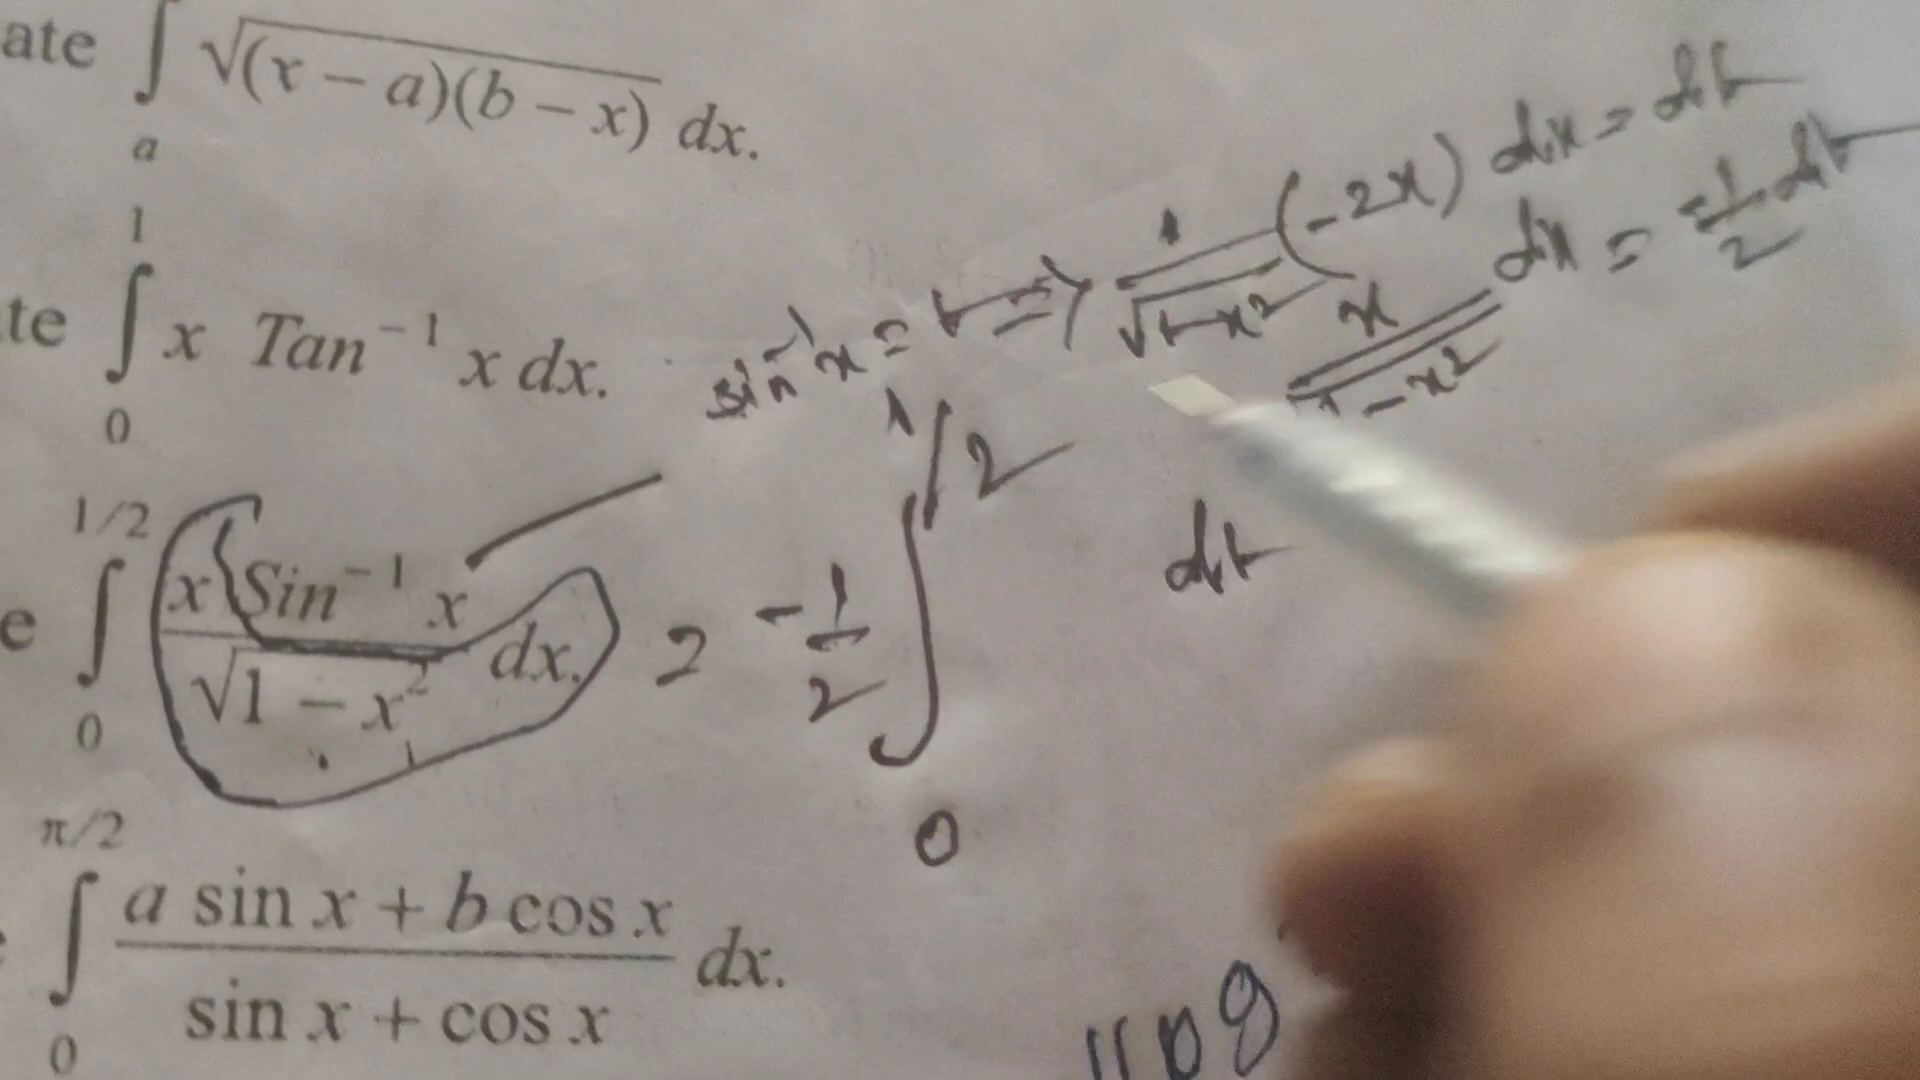 ate ∫ₐ √(x − a)(b − x) dx.
te ∫₀¹ x Tan⁻¹ x dx.
sin⁻¹x = t ⇒ 1/√1-x² (-2x) dx = dt
x/√1-x² dx = -1/2 dt
e ∫₀^{1/2} x Sin⁻¹ x/√1 − x² dx. = -1/2 ∫₀^{1/2} dt
∫₀^{π/2} a sin x + b cos x/sin x + cos x dx.